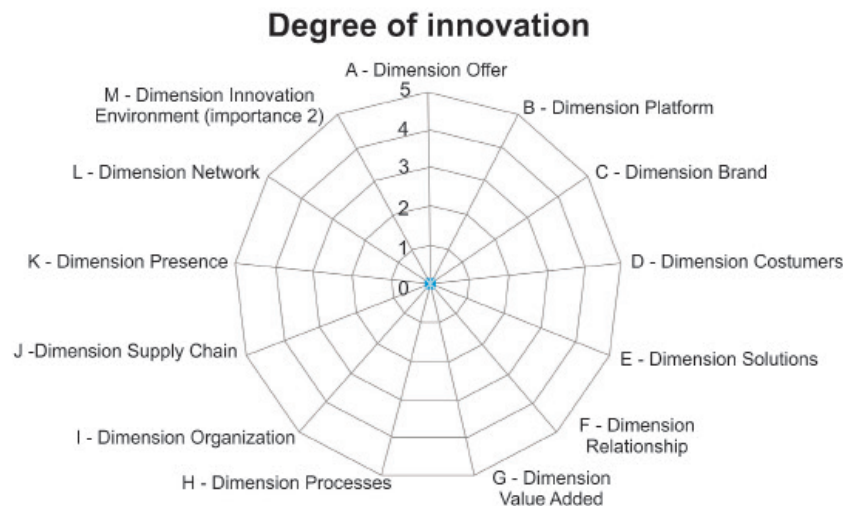 Degree of innovation
A - Dimension Offer
B - Dimension Platform
C - Dimension Brand
D - Dimension Costumers
E - Dimension Solutions
F - Dimension
Relationship
G - Dimension
Value Added
H - Dimension Processes
I - Dimension Organization
J -Dimension Supply Chain
K - Dimension Presence
L - Dimension Network
M - Dimension Innovation
Environment (importance 2)
5
4
3
2
1
0